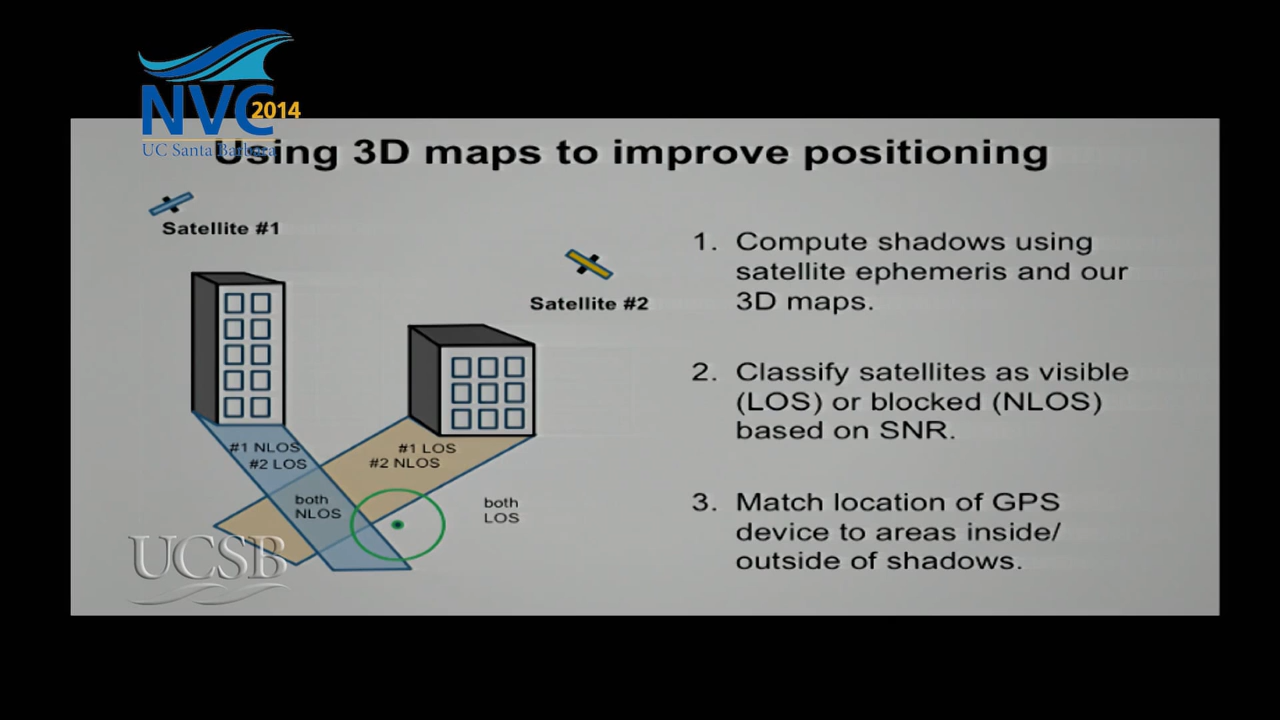 NVC 2014
UC Santa Barbara
Using 3D maps to improve positioning
Satellite #1
Satellite #2
#1 NLOS
#2 LOS
#1 LOS
#2 NLOS
both
NLOS
both
LOS
1. Compute shadows using
satellite ephemeris and our
3D maps.
2. Classify satellites as visible
(LOS) or blocked (NLOS)
based on SNR.
3. Match location of GPS
device to areas inside/
outside of shadows.
UCSB